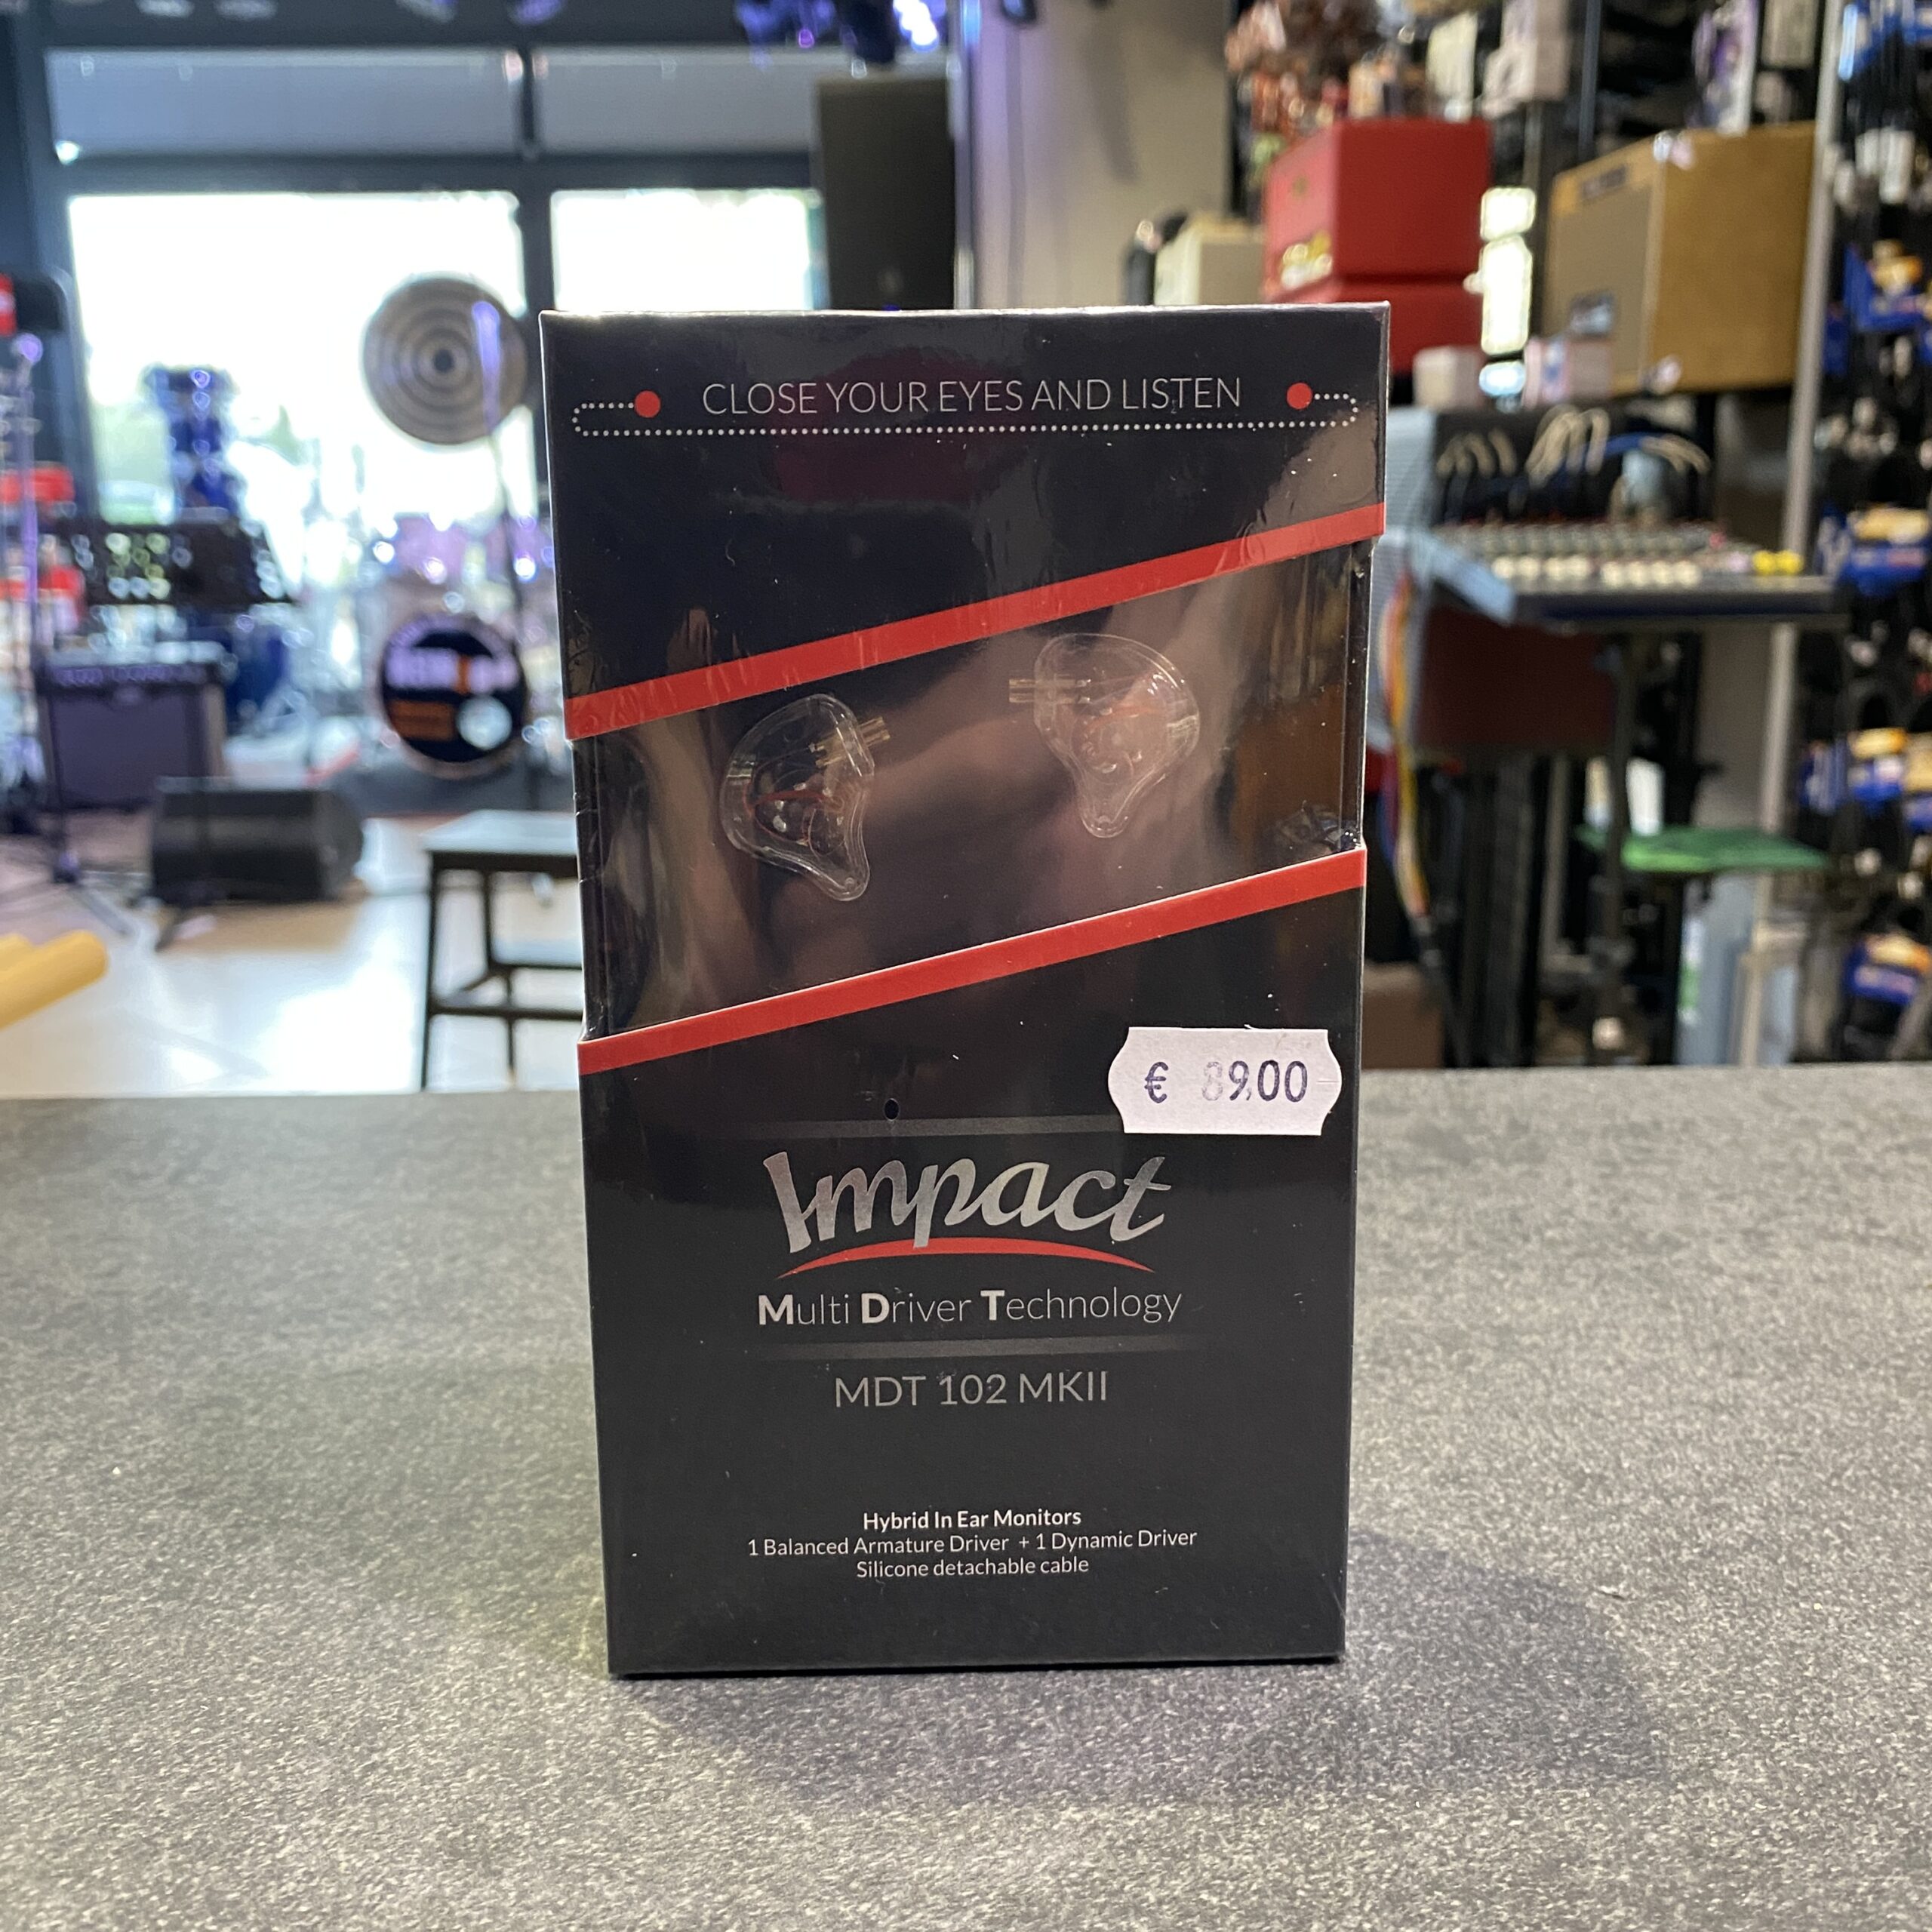 CLOSE YOUR EYES AND LISTEN
€ 89,00
Impact
Multi Driver Technology
MDT 102 MKII
Hybrid In Ear Monitors
1 Balanced Armature Driver + 1 Dynamic Driver
Silicone detachable cable